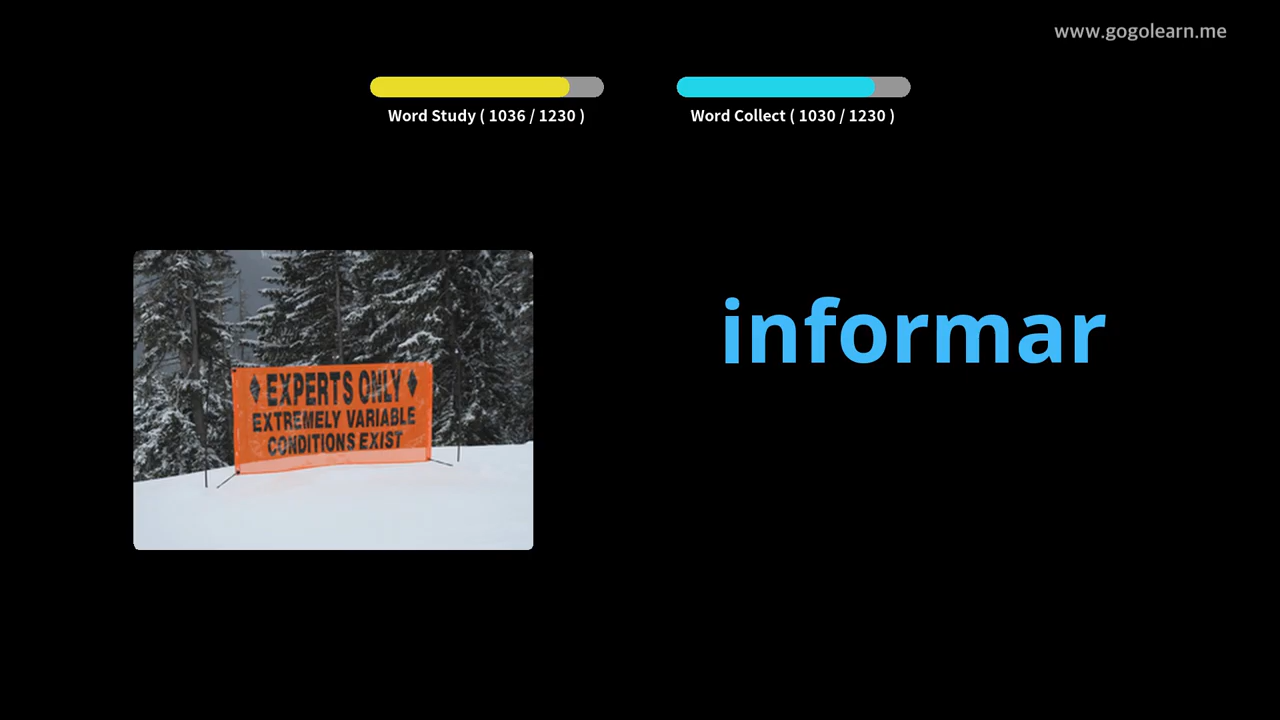 www.gogolearn.me
Word Study ( 1036 / 1230 )
Word Collect ( 1030 / 1230 )
EXPERTS ONLY
EXTREMELY VARIABLE
CONDITIONS EXIST
informar